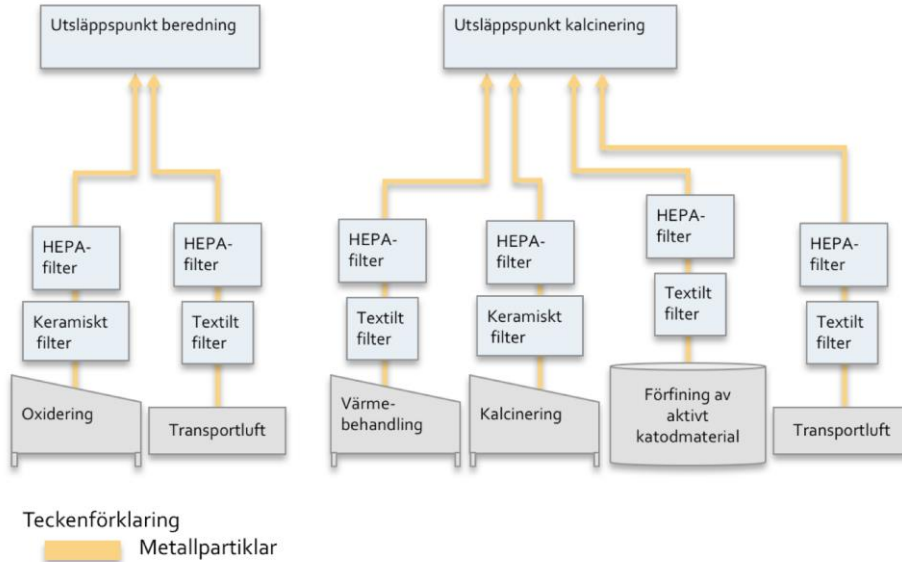 Utsläppspunkt beredning
Utsläppspunkt kalcinering
HEPA-
filter
HEPA-
filter
Keramiskt
filter
Textilt
filter
Oxidering
Transportluft
HEPA-
filter
HEPA-
filter
HEPA-
filter
HEPA-
filter
Textilt
filter
Keramiskt
filter
Textilt
filter
Textilt
filter
Värme-
behandling
Kalcinering
Förfining av
aktivt
katodmaterial
Transportluft
Teckenförklaring
Metallpartiklar